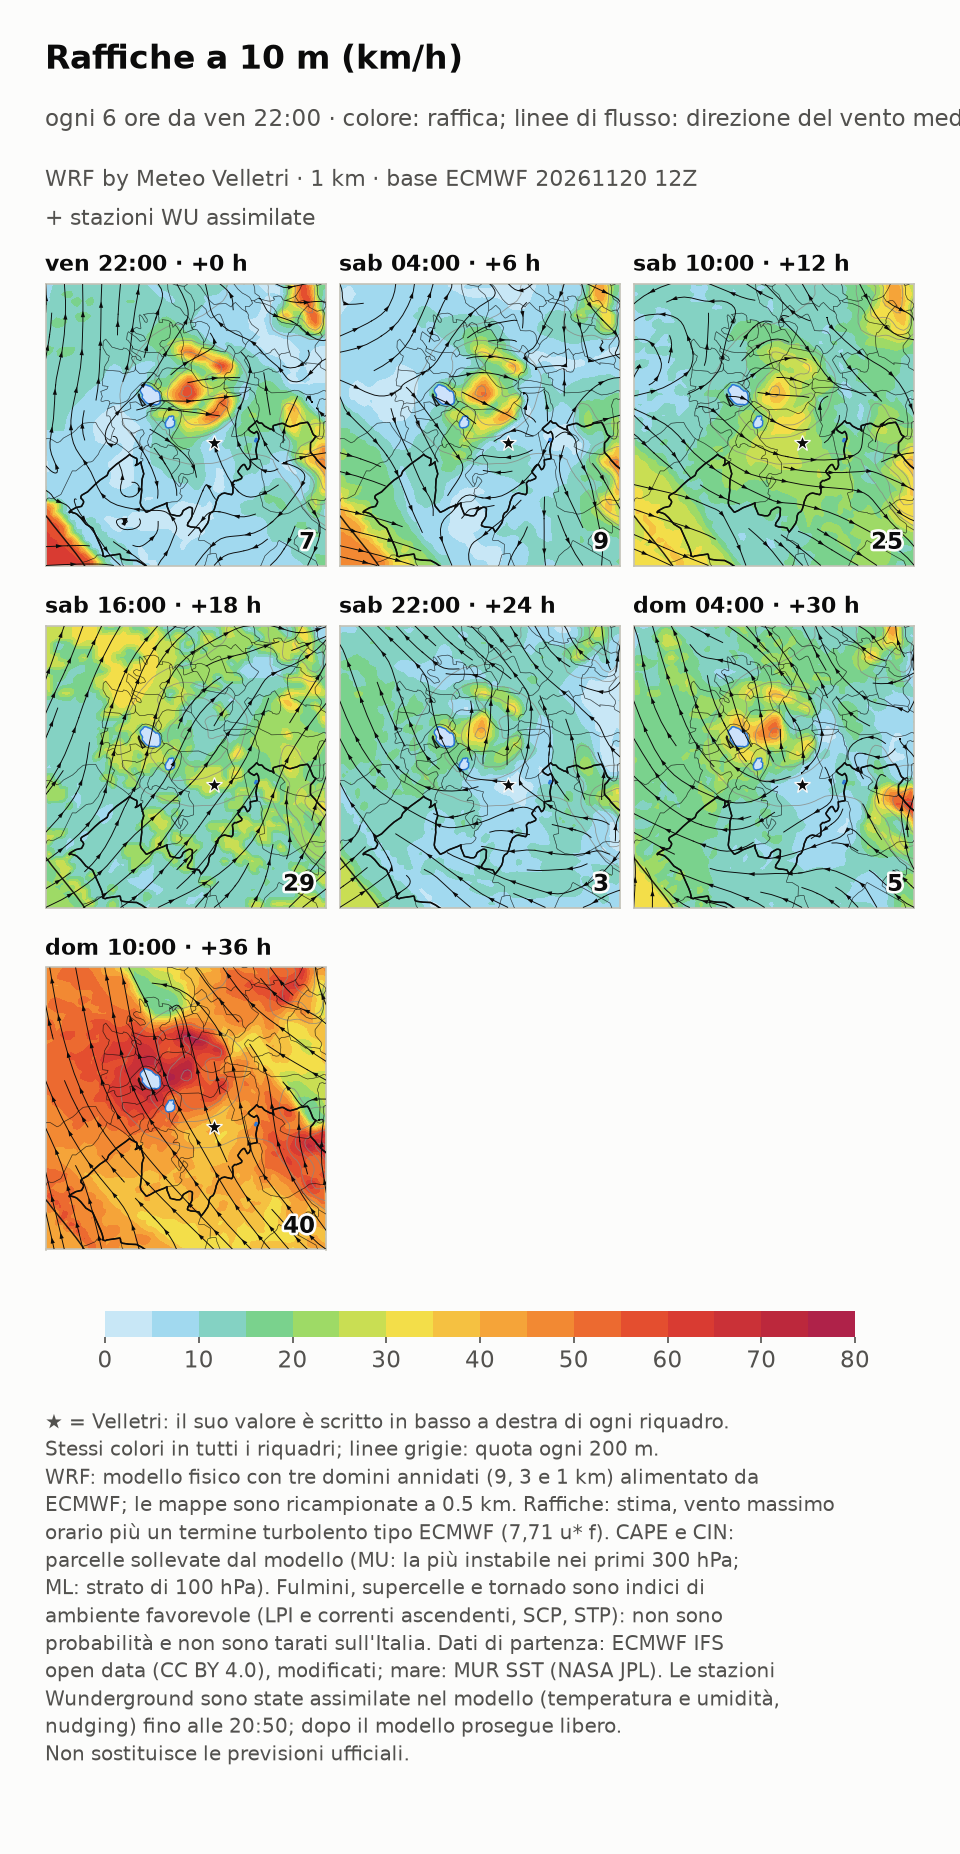 Raffiche a 10 m (km/h)
ogni 6 ore da ven 22:00 · colore: raffica; linee di flusso: direzione del vento med
WRF by Meteo Velletri · 1 km · base ECMWF 20261120 12Z
+ stazioni WU assimilate
ven 22:00 · +0 h
sab 04:00 · +6 h
sab 10:00 · +12 h
7
9
25
sab 16:00 · +18 h
sab 22:00 · +24 h
dom 04:00 · +30 h
29
3
5
dom 10:00 · +36 h
40
0 10 20 30 40 50 60 70 80
★ = Velletri: il suo valore è scritto in basso a destra di ogni riquadro.
Stessi colori in tutti i riquadri; linee grigie: quota ogni 200 m.
WRF: modello fisico con tre domini annidati (9, 3 e 1 km) alimentato da
ECMWF; le mappe sono ricampionate a 0.5 km. Raffiche: stima, vento massimo
orario più un termine turbolento tipo ECMWF (7,71 u* f). CAPE e CIN:
parcelle sollevate dal modello (MU: la più instabile nei primi 300 hPa;
ML: strato di 100 hPa). Fulmini, supercelle e tornado sono indici di
ambiente favorevole (LPI e correnti ascendenti, SCP, STP): non sono
probabilità e non sono tarati sull'Italia. Dati di partenza: ECMWF IFS
open data (CC BY 4.0), modificati; mare: MUR SST (NASA JPL). Le stazioni
Wunderground sono state assimilate nel modello (temperatura e umidità,
nudging) fino alle 20:50; dopo il modello prosegue libero.
Non sostituisce le previsioni ufficiali.